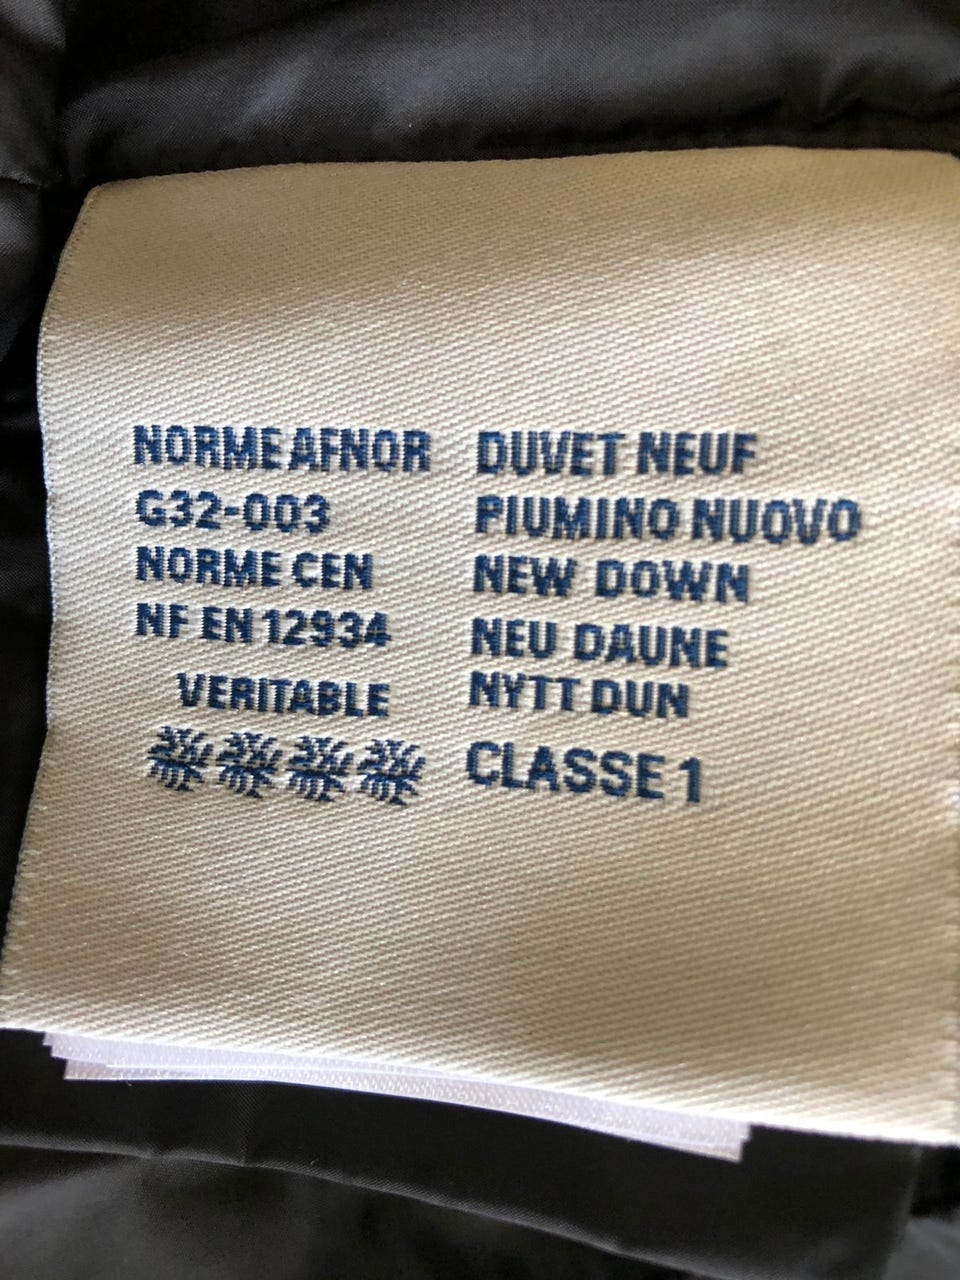 NORME AFNOR
G32-003
NORME CEN
NF EN 12934
VERITABLE
DUVET NEUF
PIUMINO NUOVO
NEW DOWN
NEU DAUNE
NYTT DUN
CLASSE 1